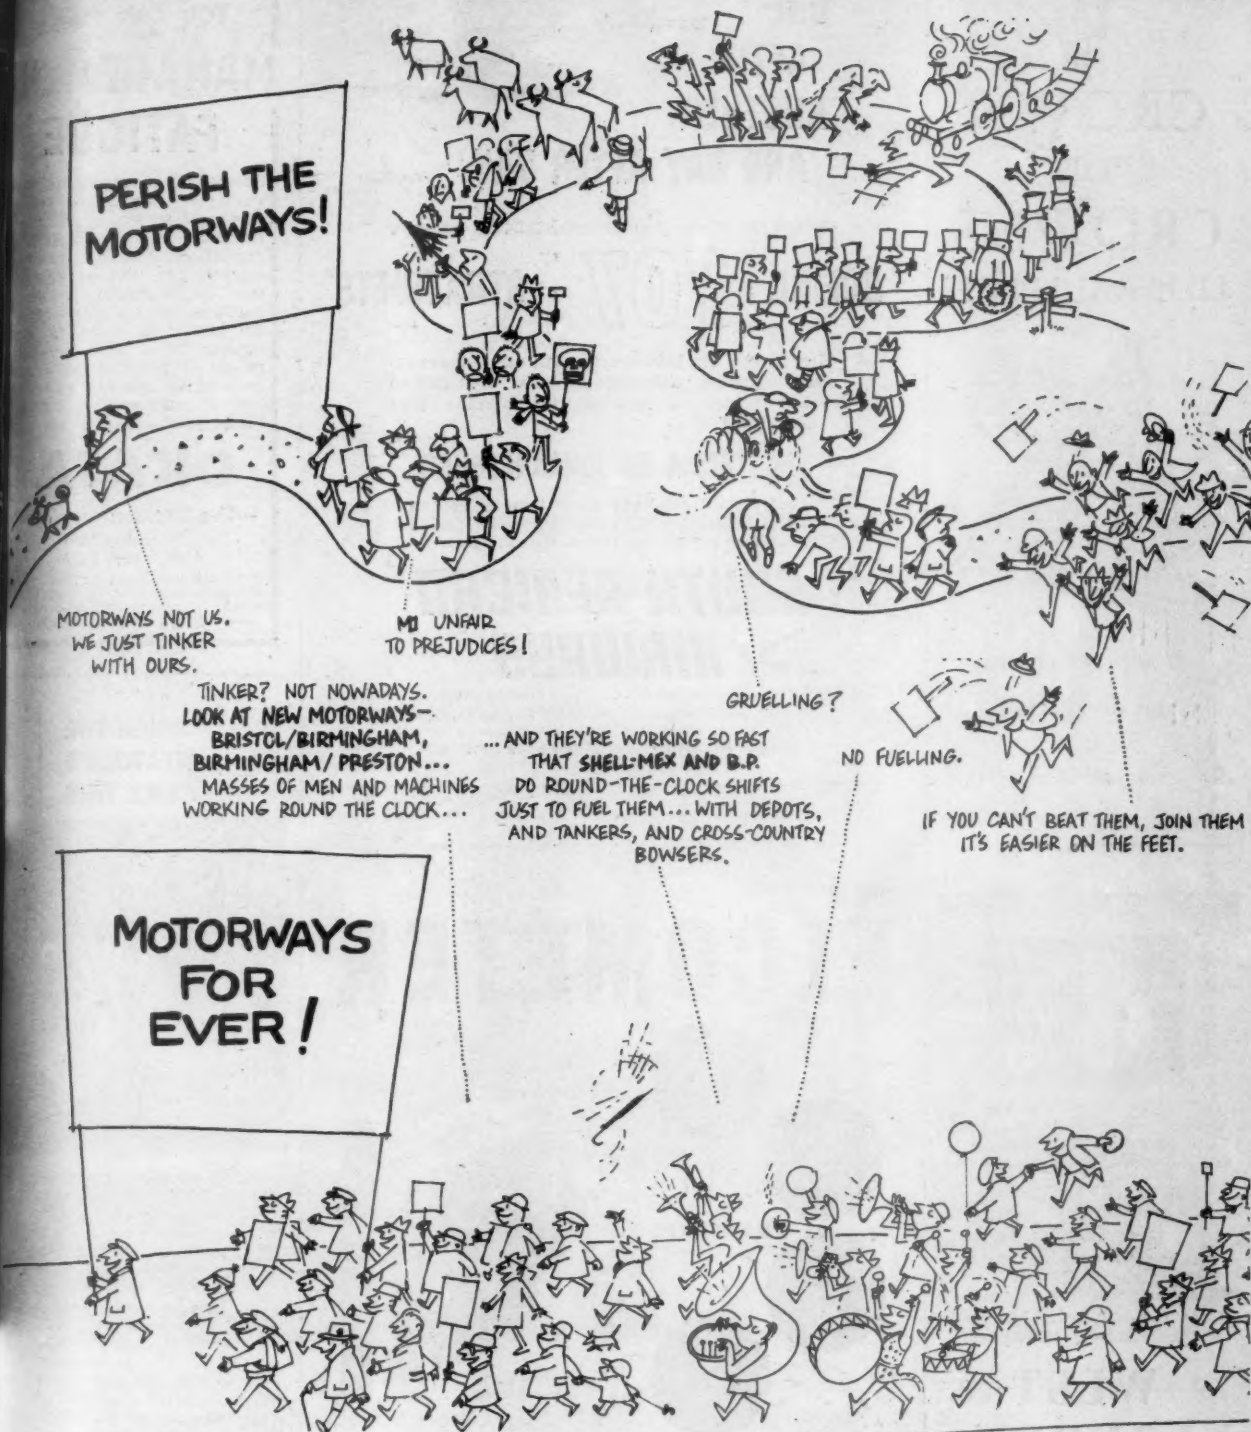 PERISH THE
MOTORWAYS!
MOTORWAYS NOT US.
WE JUST TINKER
WITH OURS.
M1 UNFAIR
TO PREJUDICES!
TINKER? NOT NOWADAYS.
LOOK AT NEW MOTORWAYS—
BRISTOL/BIRMINGHAM,
BIRMINGHAM/PRESTON...
MASSES OF MEN AND MACHINES
WORKING ROUND THE CLOCK...
GRUELLING?
...AND THEY'RE WORKING SO FAST
THAT SHELL-MEX AND B.P.
DO ROUND-THE-CLOCK SHIFTS
JUST TO FUEL THEM... WITH DEPOTS,
AND TANKERS, AND CROSS-COUNTRY
BOWSERS.
NO FUELLING.
IF YOU CAN'T BEAT THEM, JOIN THEM
IT'S EASIER ON THE FEET.
MOTORWAYS
FOR
EVER!